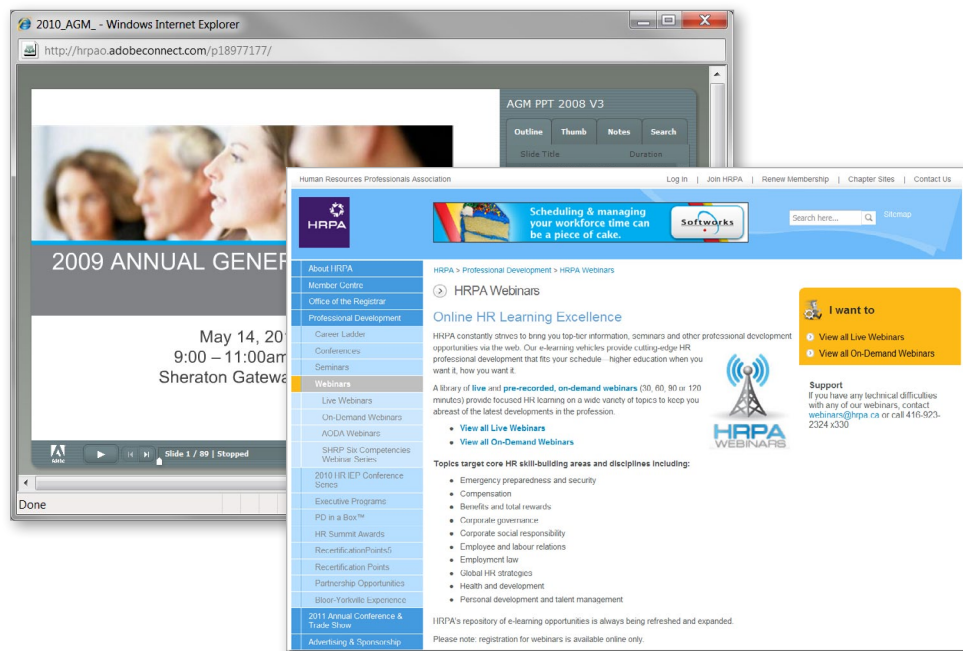 2010_AGM_ - Windows Internet Explorer
http://hrpao.adobeconnect.com/p18977177/
AGM PPT 2008 V3
Outline Thumb Notes Search
Slide Title Duration
2009 ANNUAL GENER
May 14, 20
9:00 – 11:00am
Sheraton Gatewa
Adobe
Slide 1 / 89 | Stopped
Done
Human Resources Professionals Association
Log In | Join HRPA | Renew Membership | Chapter Sites | Contact Us
HRPA
Scheduling & managing
your workforce time can
be a piece of cake.
Softworks
Search here...
Sitemap
About HRPA
Member Centre
Office of the Registrar
Professional Development
Career Ladder
Conferences
Seminars
Webinars
Live Webinars
On-Demand Webinars
AODA Webinars
SHRP Six Competencies
Webinar Series
2010 HR IEP Conference
Series
Executive Programs
PD in a Box™
HR Summit Awards
RecertificationPoints5
Recertification Points
Partnership Opportunities
Bloor-Yorkville Experience
2011 Annual Conference &
Trade Show
Advertising & Sponsorship
HRPA > Professional Development > HRPA Webinars
HRPA Webinars
Online HR Learning Excellence
HRPA constantly strives to bring you top-tier information, seminars and other professional development
opportunities via the web. Our e-learning vehicles provide cutting-edge HR
professional development that fits your schedule—higher education when you
want it, how you want it.
A library of live and pre-recorded, on-demand webinars (30, 60, 90 or 120
minutes) provide focused HR learning on a wide variety of topics to keep you
abreast of the latest developments in the profession.
• View all Live Webinars
• View all On-Demand Webinars
HRPA
WEBINARS
Topics target core HR skill-building areas and disciplines including:
• Emergency preparedness and security
• Compensation
• Benefits and total rewards
• Corporate governance
• Corporate social responsibility
• Employee and labour relations
• Employment law
• Global HR strategies
• Health and development
• Personal development and talent management
HRPA's repository of e-learning opportunities is always being refreshed and expanded.
Please note: registration for webinars is available online only.
I want to
View all Live Webinars
View all On-Demand Webinars
Support
If you have any technical difficulties
with any of our webinars, contact
webinars@hrpa.ca or call 416-923-
2324 x330